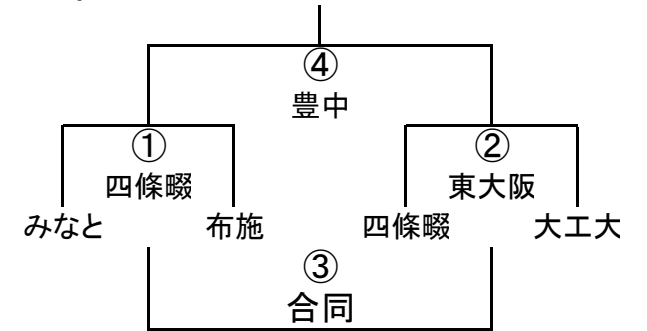 ④
豊中
① ②
四條畷 東大阪
みなと 布施 四條畷 大工大
③
合同